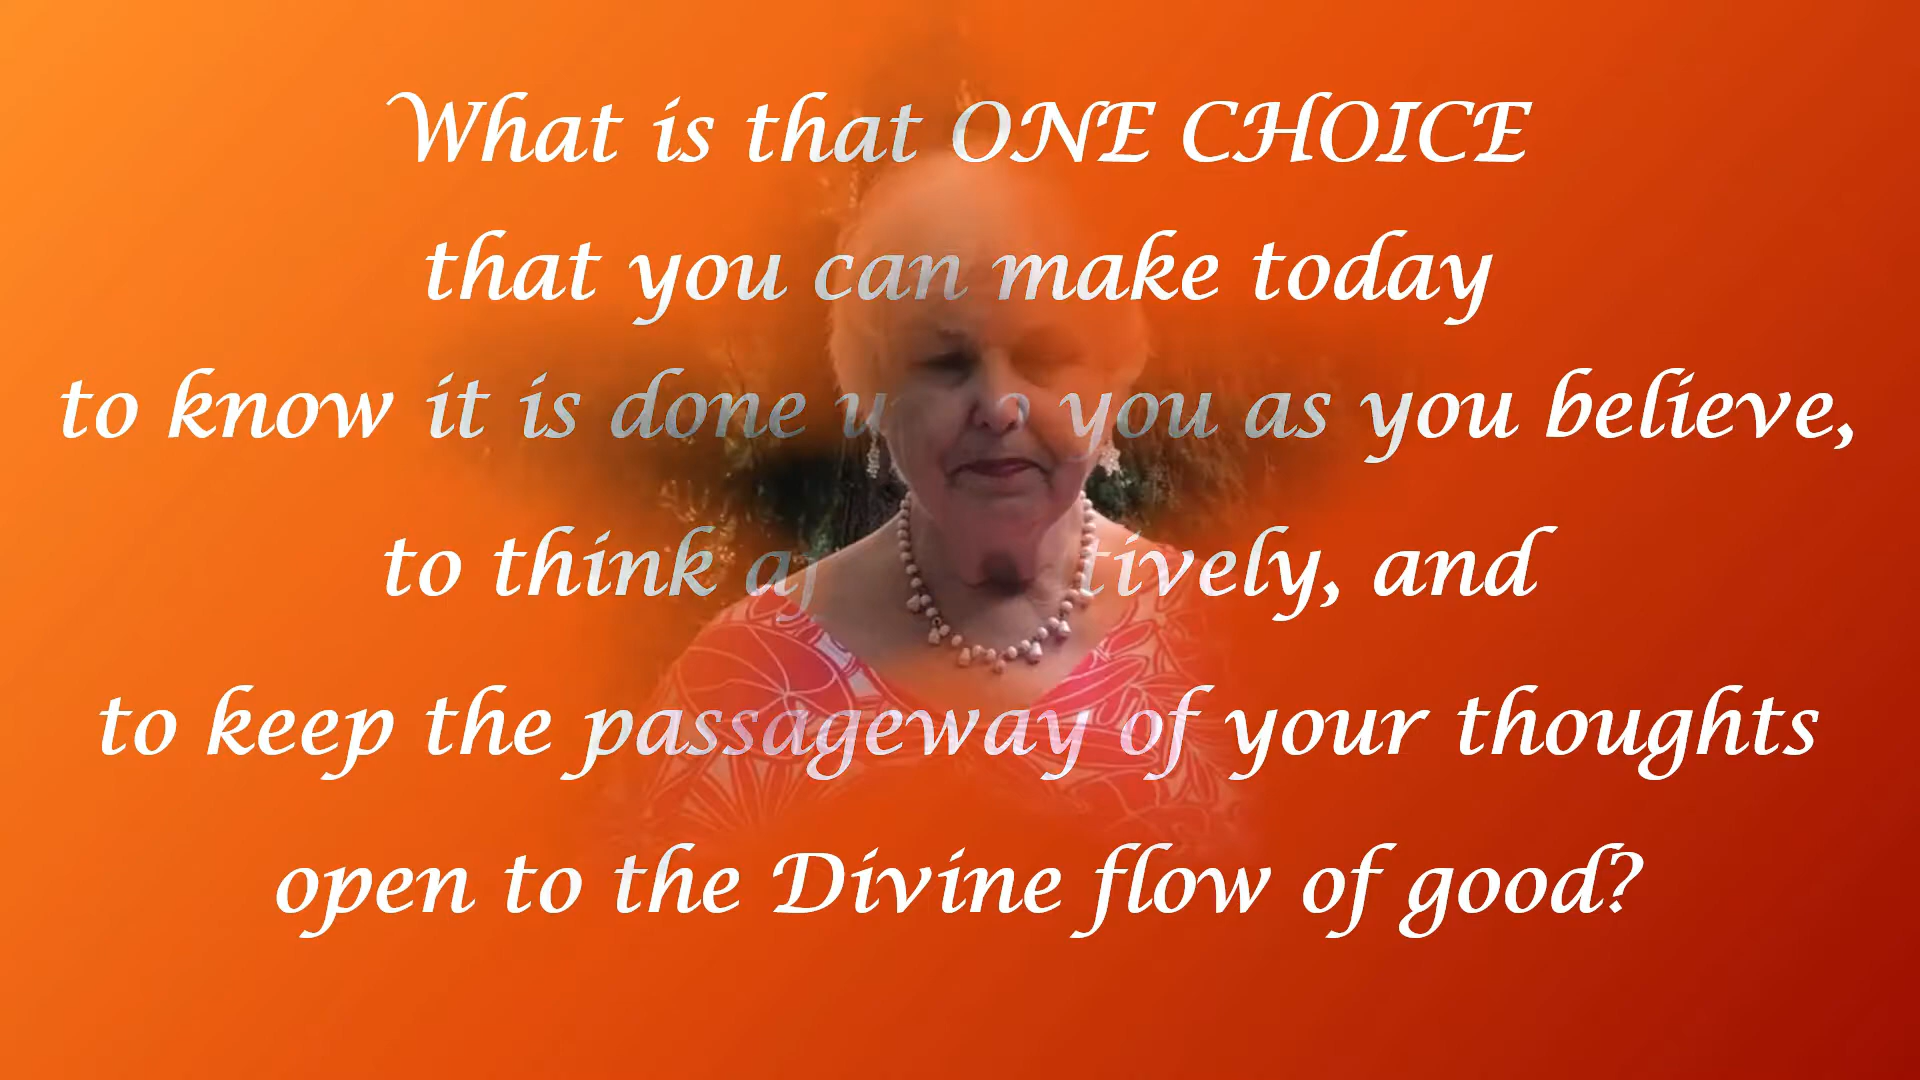 What is that ONE CHOICE
that you can make today
to know it is done you as you believe,
to think and
to keep the passageway of your thoughts
open to the Divine flow of good?